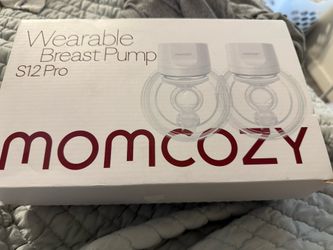 Wearable
Breast Pump
S12 Pro
momcozy